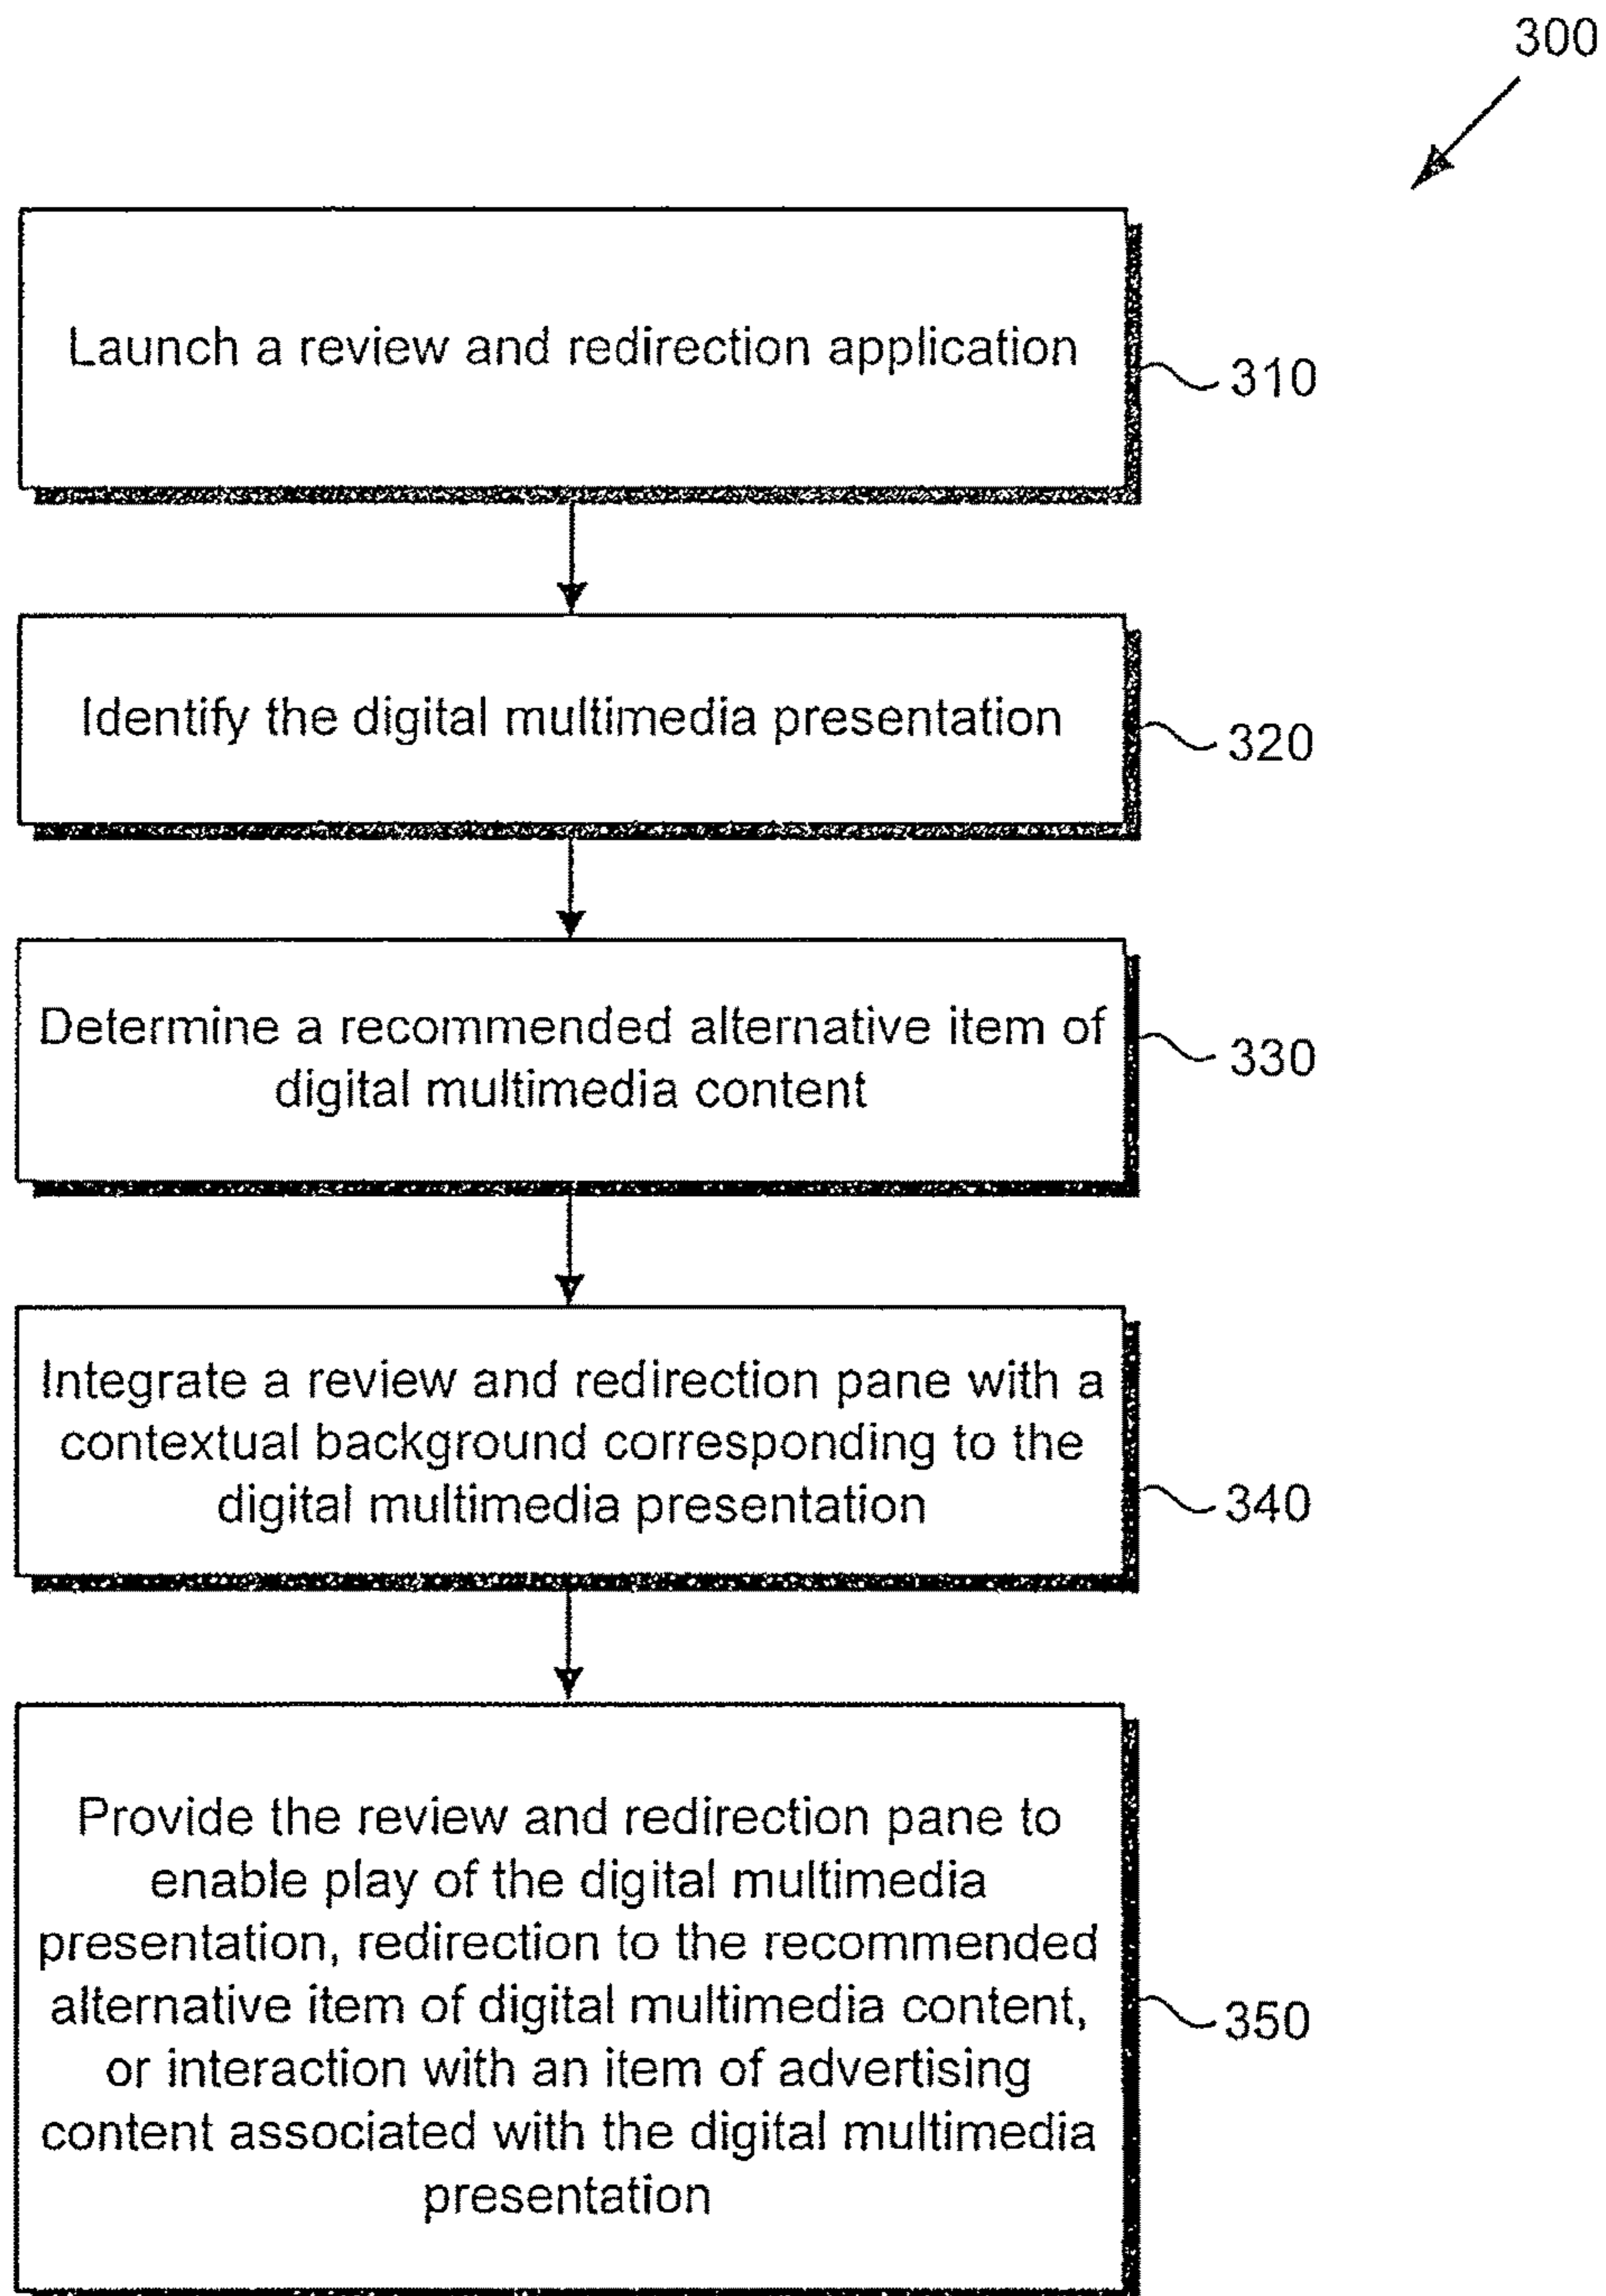 300
Launch a review and redirection application
310
Identify the digital multimedia presentation
320
Determine a recommended alternative item of
digital multimedia content
330
Integrate a review and redirection pane with a
contextual background corresponding to the
digital multimedia presentation
340
Provide the review and redirection pane to
enable play of the digital multimedia
presentation, redirection to the recommended
alternative item of digital multimedia content,
or interaction with an item of advertising
content associated with the digital multimedia
presentation
350